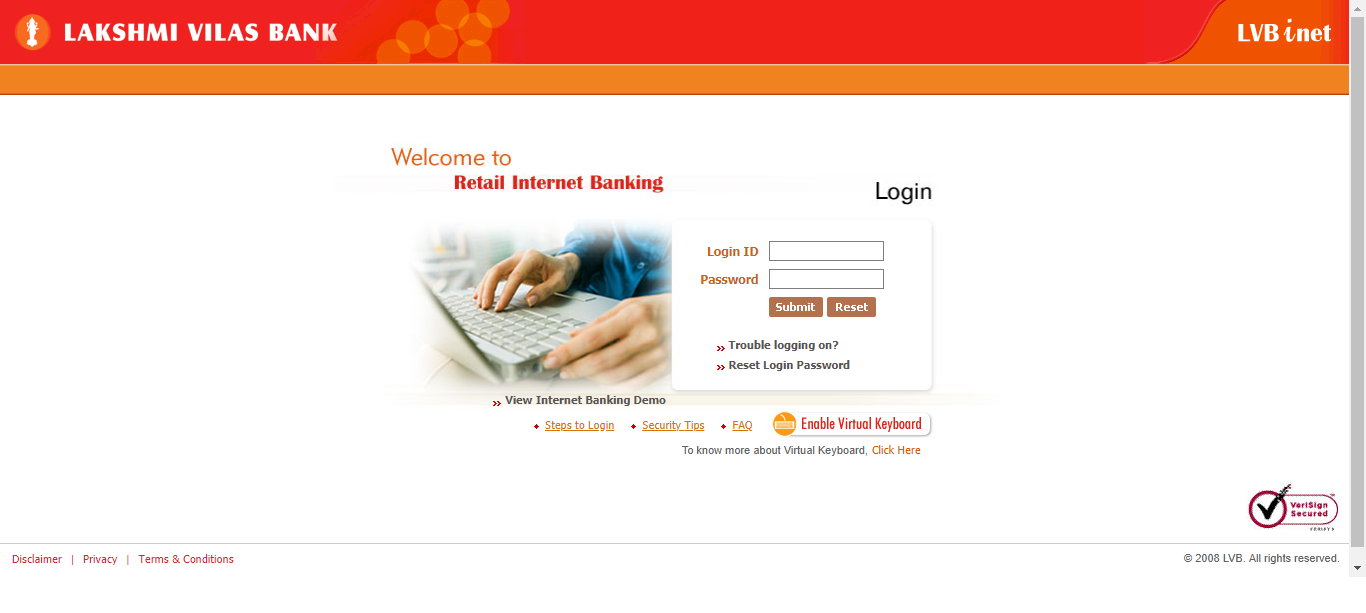 LAKSHMI VILAS BANK
LVB inet
Welcome to
Retail Internet Banking
Login
Login ID
Password
Submit Reset
Trouble logging on?
Reset Login Password
View Internet Banking Demo
Steps to Login Security Tips FAQ Enable Virtual Keyboard
To know more about Virtual Keyboard, Click Here
VeriSign
Secured
VERIFY
Disclaimer | Privacy | Terms & Conditions © 2008 LVB. All rights reserved.